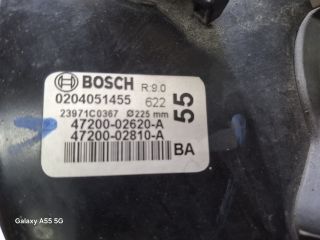 BOSCH R:9.0
0204051455 622
23971C0367 Ø225 mm
55
47200-02620-A
47200-02810-A
BA
Galaxy A55 5G